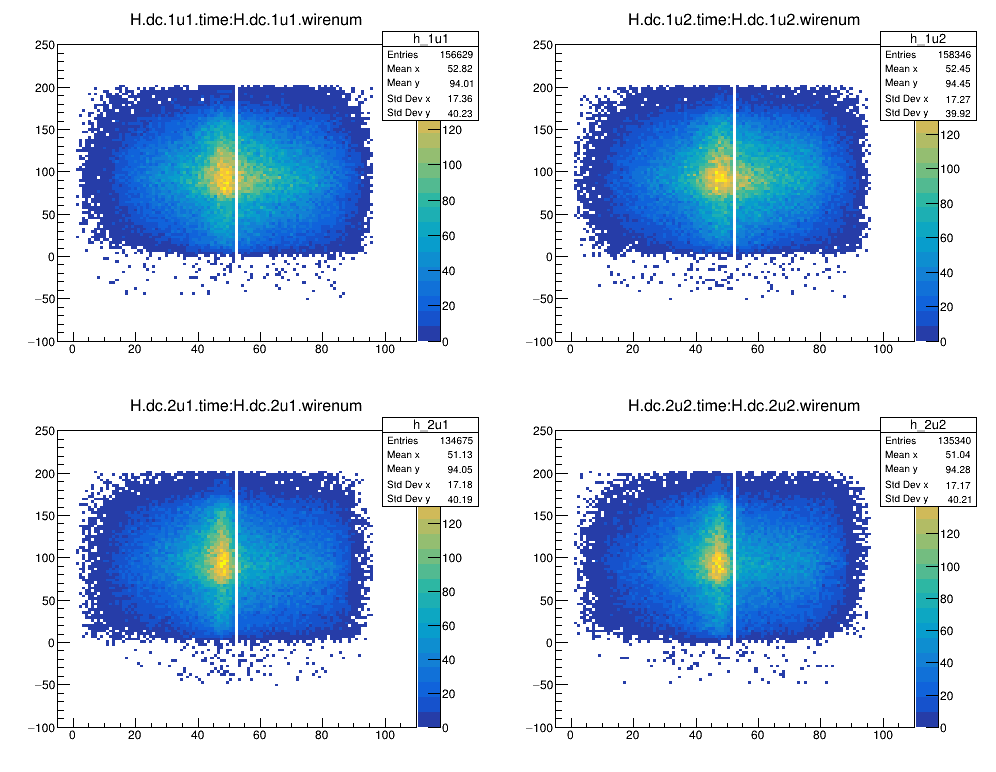 H.dc.1u1.time:H.dc.1u1.wirenum
h_1u1
Entries 156629
Mean x 52.82
Mean y 94.01
Std Dev x 17.36
Std Dev y 40.23
250
200
150
100
50
0
−50
−100
0 20 40 60 80 100
120
100
80
60
40
20
0
H.dc.1u2.time:H.dc.1u2.wirenum
h_1u2
Entries 158346
Mean x 52.45
Mean y 94.45
Std Dev x 17.27
Std Dev y 39.92
250
200
150
100
50
0
−50
−100
0 20 40 60 80 100
120
100
80
60
40
20
0
H.dc.2u1.time:H.dc.2u1.wirenum
h_2u1
Entries 134675
Mean x 51.13
Mean y 94.05
Std Dev x 17.18
Std Dev y 40.19
250
200
150
100
50
0
−50
−100
0 20 40 60 80 100
120
100
80
60
40
20
0
H.dc.2u2.time:H.dc.2u2.wirenum
h_2u2
Entries 135340
Mean x 51.04
Mean y 94.28
Std Dev x 17.17
Std Dev y 40.21
250
200
150
100
50
0
−50
−100
0 20 40 60 80 100
120
100
80
60
40
20
0